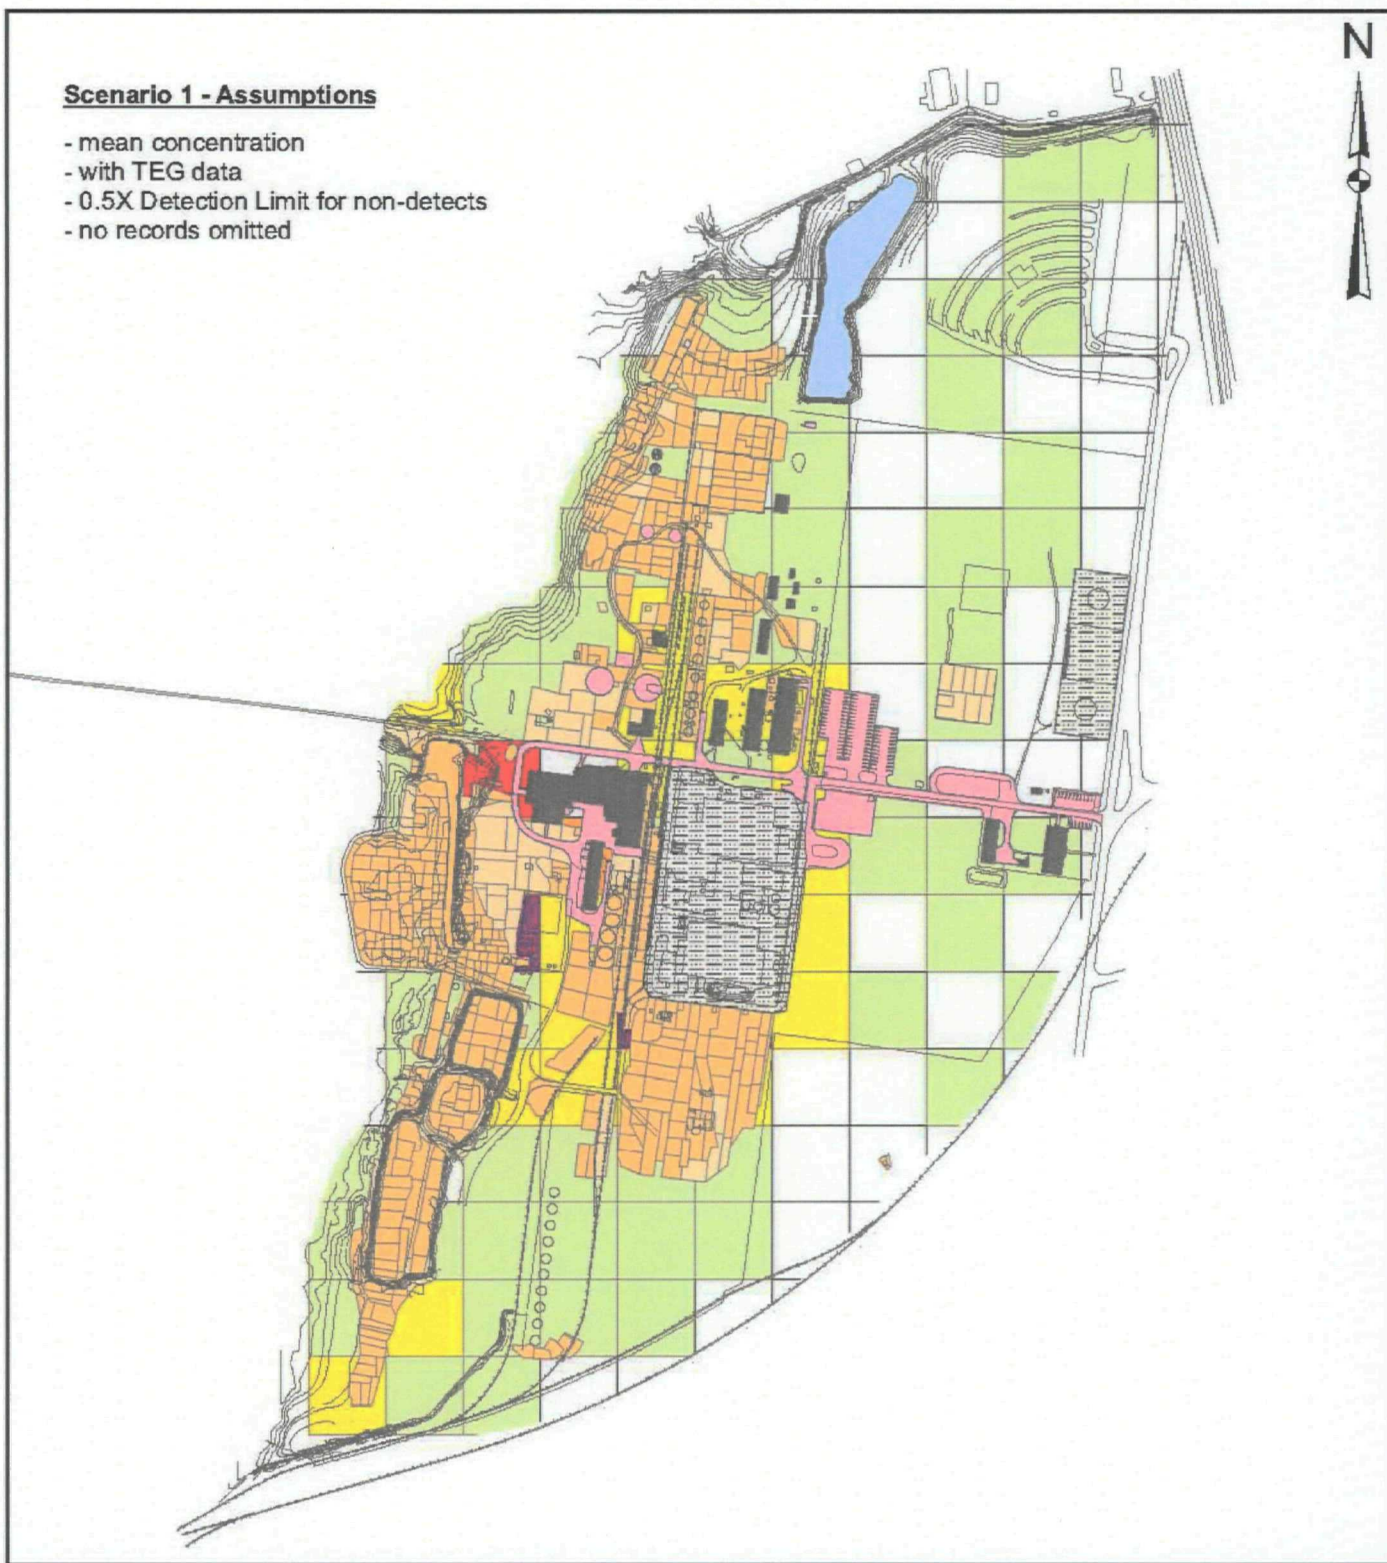 N
Scenario 1 - Assumptions
- mean concentration
- with TEG data
- 0.5X Detection Limit for non-detects
- no records omitted